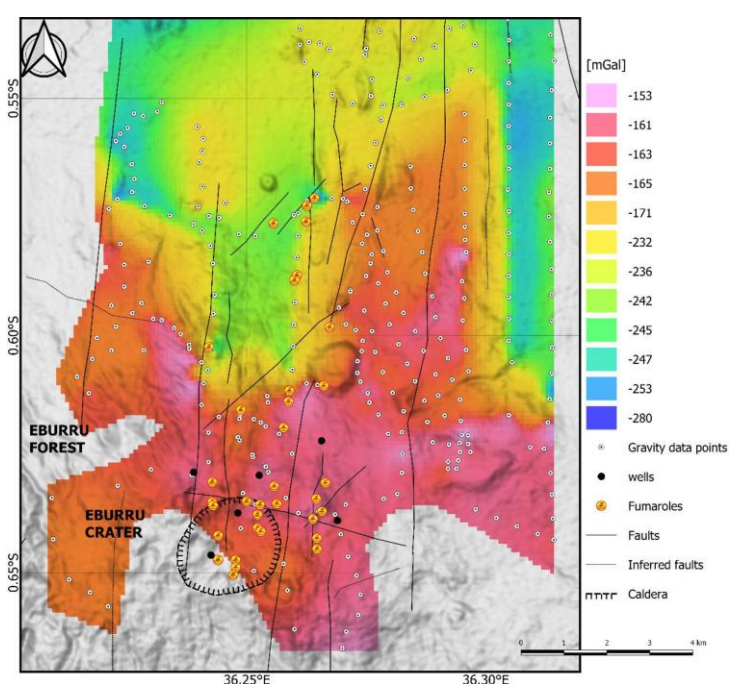 [mGal]
-153
-161
-163
-165
-171
-232
-236
-242
-245
-247
-253
-280
Gravity data points
wells
Fumaroles
Faults
Inferred faults
Caldera
0.55°S
0.60°S
0.65°S
EBURRU
FOREST
EBURRU
CRATER
0 1 2 3 4 km
36.25°E 36.30°E